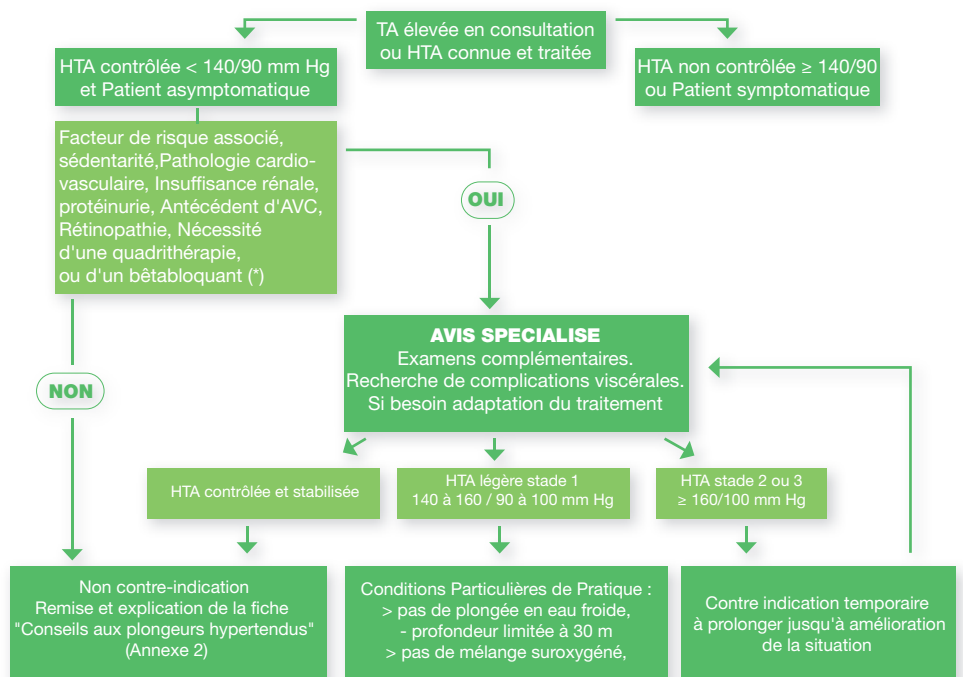 TA élevée en consultation
ou HTA connue et traitée
HTA contrôlée < 140/90 mm Hg
et Patient asymptomatique
HTA non contrôlée ≥ 140/90
ou Patient symptomatique
Facteur de risque associé,
sédentarité,Pathologie cardio-
vasculaire, Insuffisance rénale,
protéinurie, Antécédent d'AVC,
Rétinopathie, Nécessité
d'une quadrithérapie,
ou d'un bêtabloquant (*)
OUI
NON
AVIS SPECIALISE
Examens complémentaires.
Recherche de complications viscérales.
Si besoin adaptation du traitement
HTA contrôlée et stabilisée
HTA légère stade 1
140 à 160 / 90 à 100 mm Hg
HTA stade 2 ou 3
≥ 160/100 mm Hg
Non contre-indication
Remise et explication de la fiche
"Conseils aux plongeurs hypertendus"
(Annexe 2)
Conditions Particulières de Pratique :
> pas de plongée en eau froide,
- profondeur limitée à 30 m
> pas de mélange suroxygéné,
Contre indication temporaire
à prolonger jusqu'à amélioration
de la situation